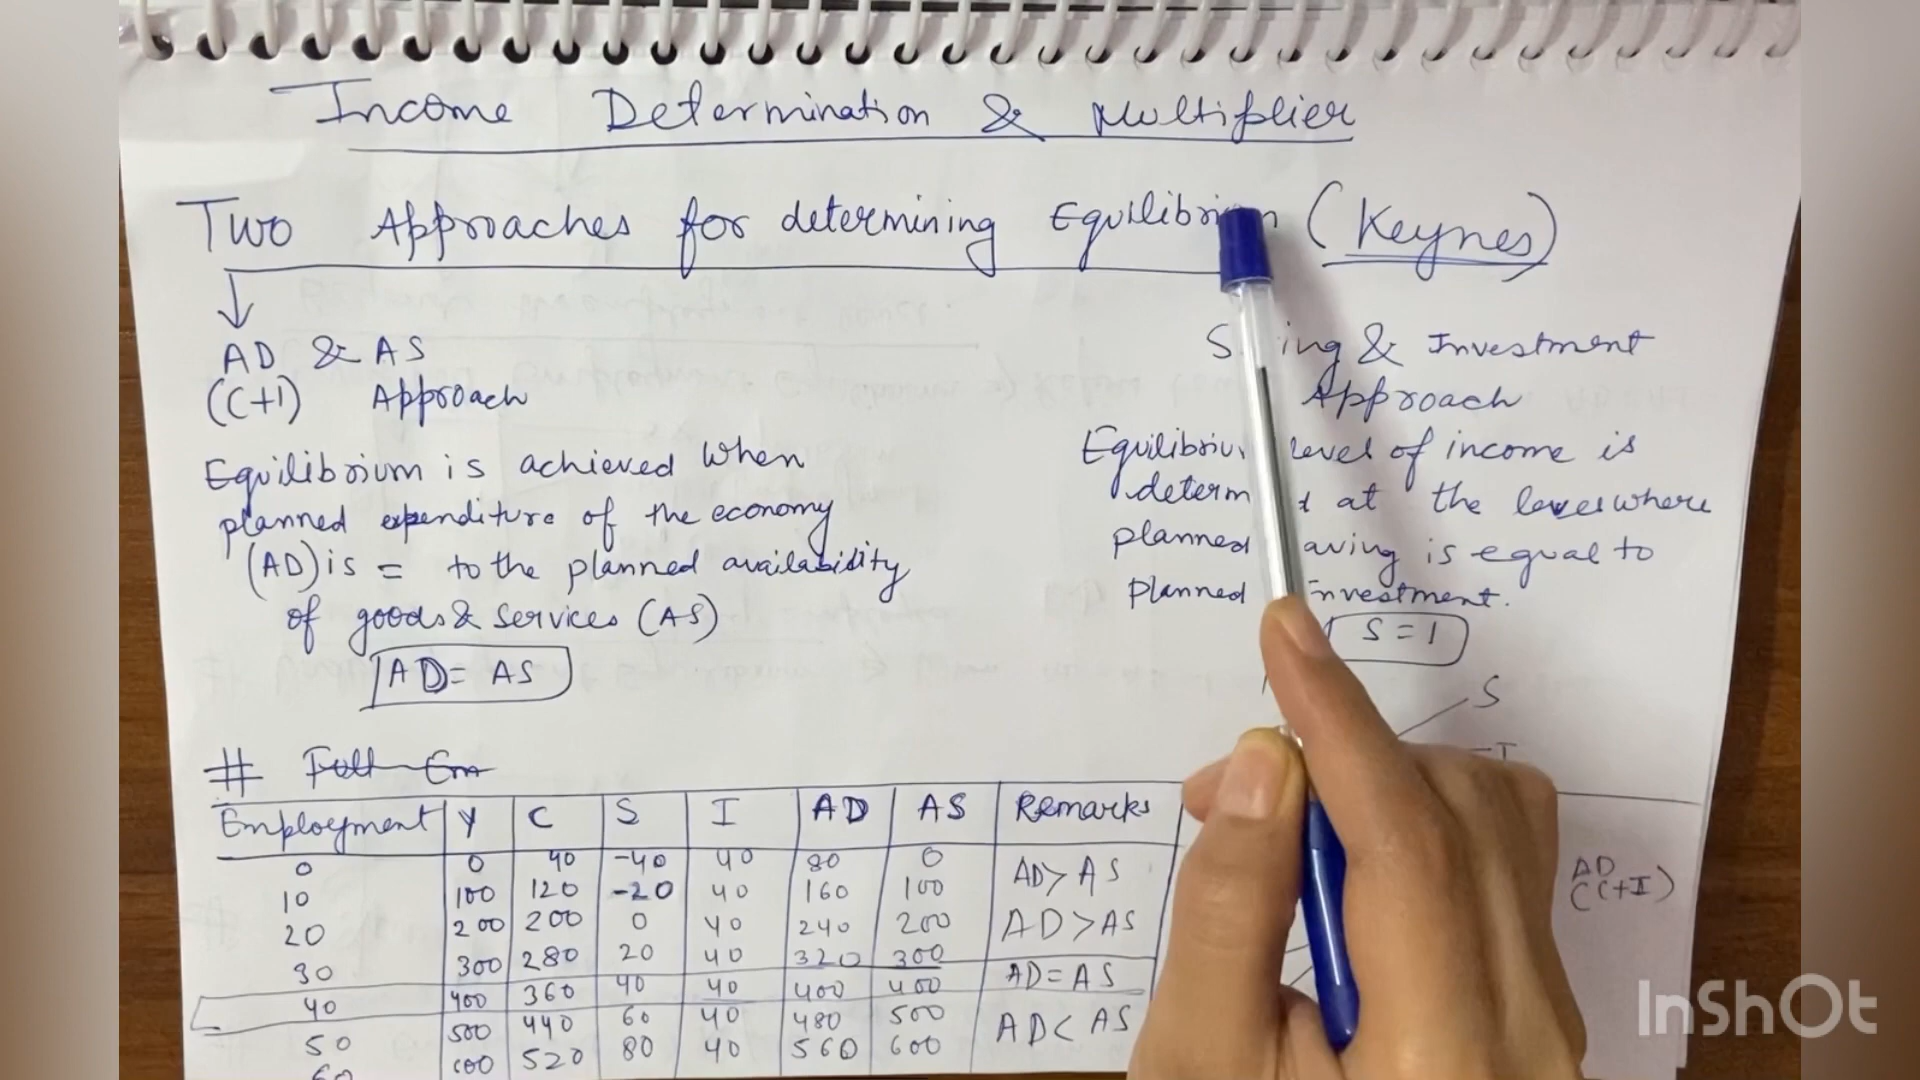 Income Determination & Multiplier
Two Approaches for determining Equilibrium (Keynes)
AD & AS
(C+I) Approach
Equilibrium is achieved when
planned expenditure of the economy
(AD) is = to the planned availability
of goods & services (AS)
AD = AS
& Investment
Approach
level of income is
at the level where
planned is equal to
planned Investment.
S = I
S
I
# Full Em
Employment Y C S I AD AS Remarks
0 0 40 -40 40 80 0 AD > AS
10 100 120 -20 40 160 100
20 200 200 0 40 240 200 AD > AS
30 300 280 20 40 320 300
40 400 360 40 40 400 400 AD = AS
50 500 440 60 40 480 500 AD < AS
60 600 520 80 40 560 600
AD
(C+I)
InShOt